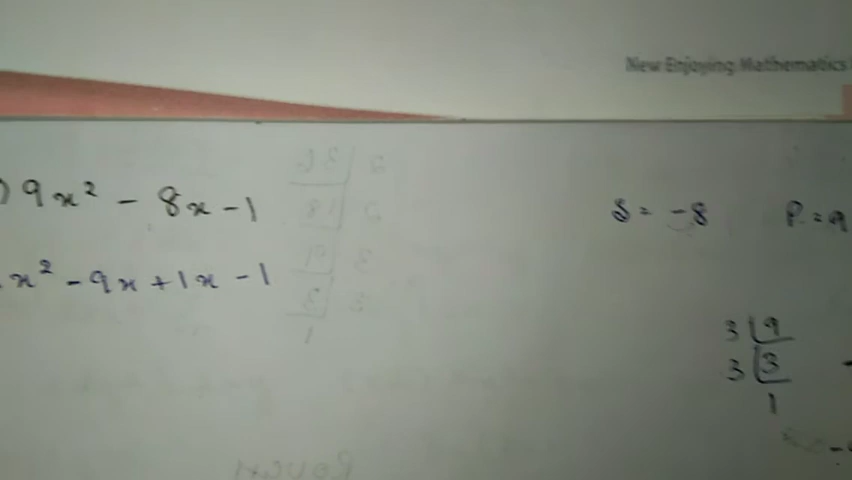 New Enjoying Mathematics
) 9x² - 8x - 1
S = -8
P = 9
x² - 9x + 1x - 1
3 | 9
3 | 3
1